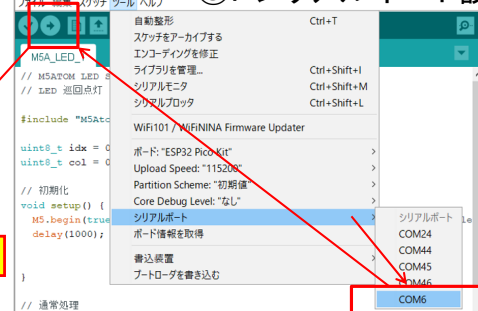 ファイル 編集 スケッチ ツール ヘルプ
自動整形 Ctrl+T
スケッチをアーカイブする
エンコーディングを修正
ライブラリを管理... Ctrl+Shift+I
シリアルモニタ Ctrl+Shift+M
シリアルプロッタ Ctrl+Shift+L
WiFi101 / WiFiNINA Firmware Updater
ボード: "ESP32 Pico Kit"
Upload Speed: "115200"
Partition Scheme: "初期値"
Core Debug Level: "なし"
シリアルポート
ボード情報を取得
書込装置
ブートローダを書き込む
シリアルポート
COM24
COM44
COM45
COM46
COM6
M5A_LED_
// M5ATOM LED S
// LED 巡回点灯
#include "M5Ato
uint8_t idx = 0
uint8_t col = 0
// 初期化
void setup() {
M5.begin(true
delay(1000);
}
// 通常処理